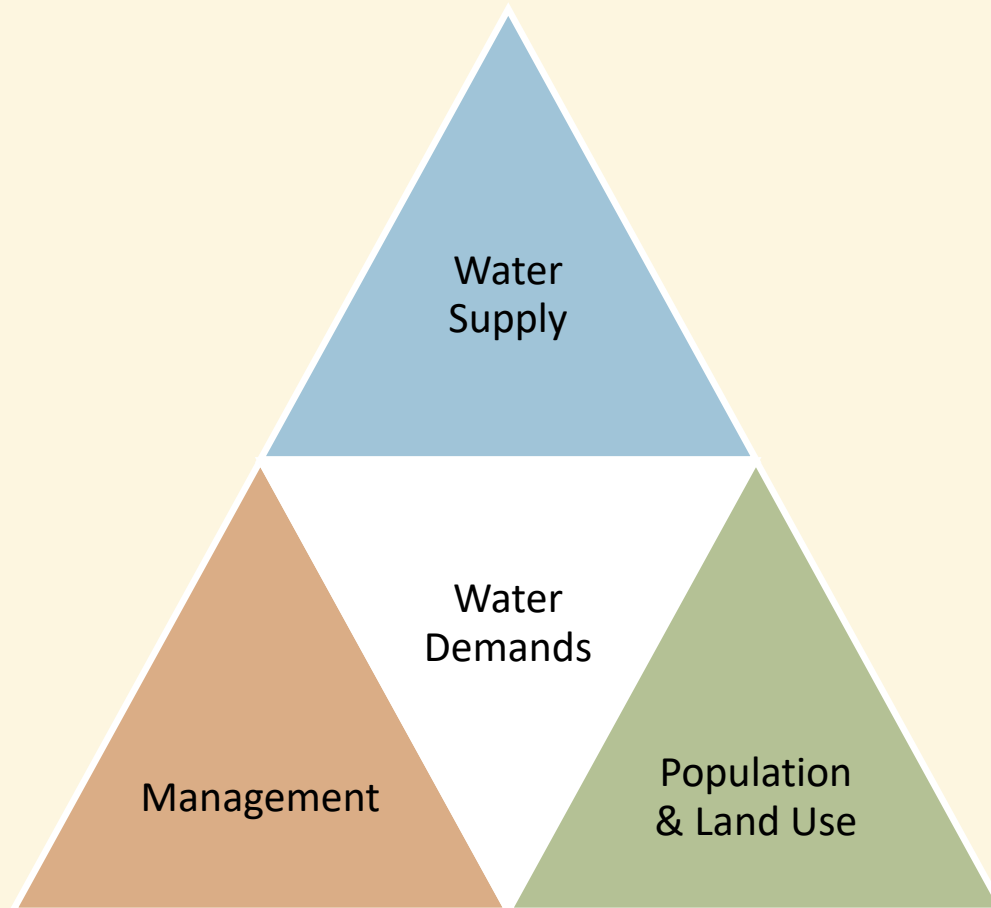 Water
Supply
Water
Demands
Management
Population
& Land Use